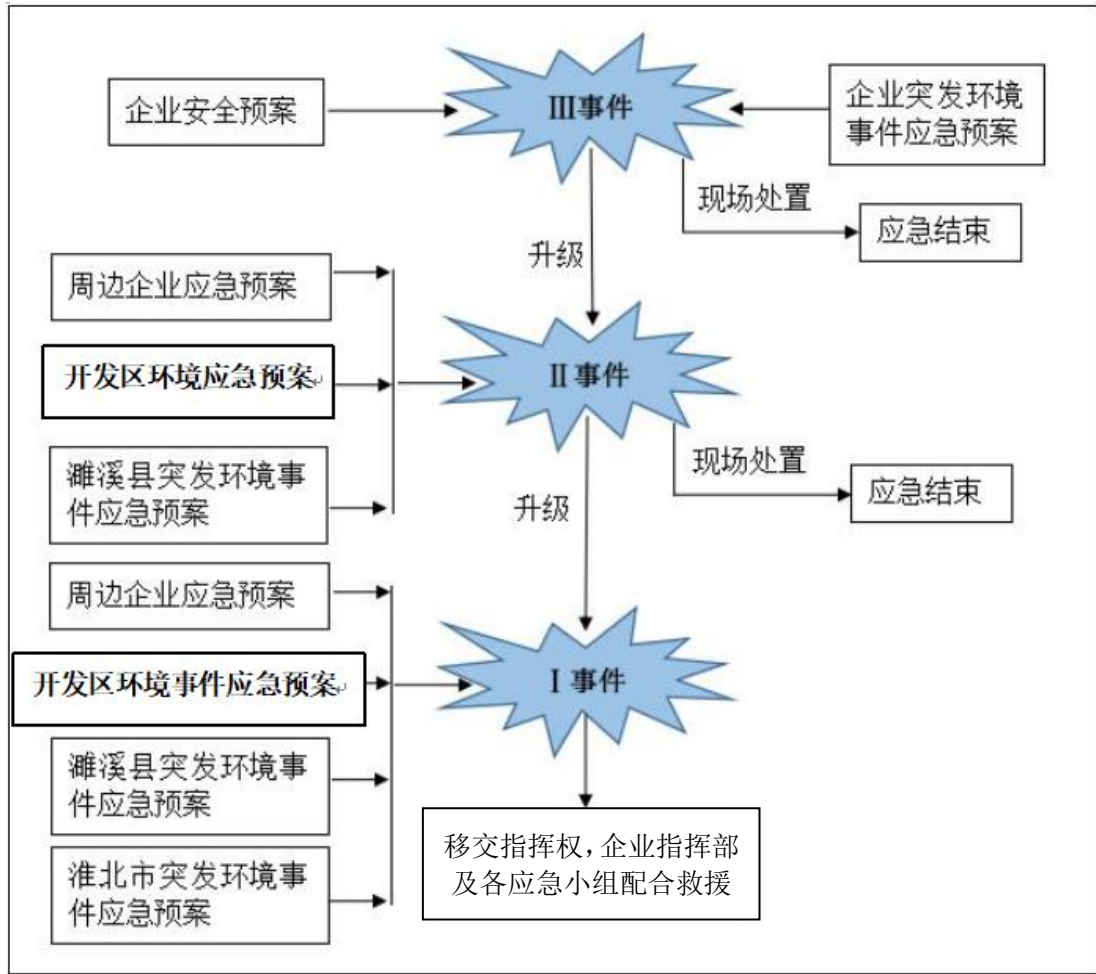 企业安全预案
III事件
企业突发环境
事件应急预案
现场处置
应急结束
升级
周边企业应急预案
开发区环境应急预案
II事件
濉溪县突发环境事
件应急预案
现场处置
应急结束
升级
周边企业应急预案
开发区环境事件应急预案
I事件
濉溪县突发环境事
件应急预案
淮北市突发环境事
件应急预案
移交指挥权，企业指挥部
及各应急小组配合救援